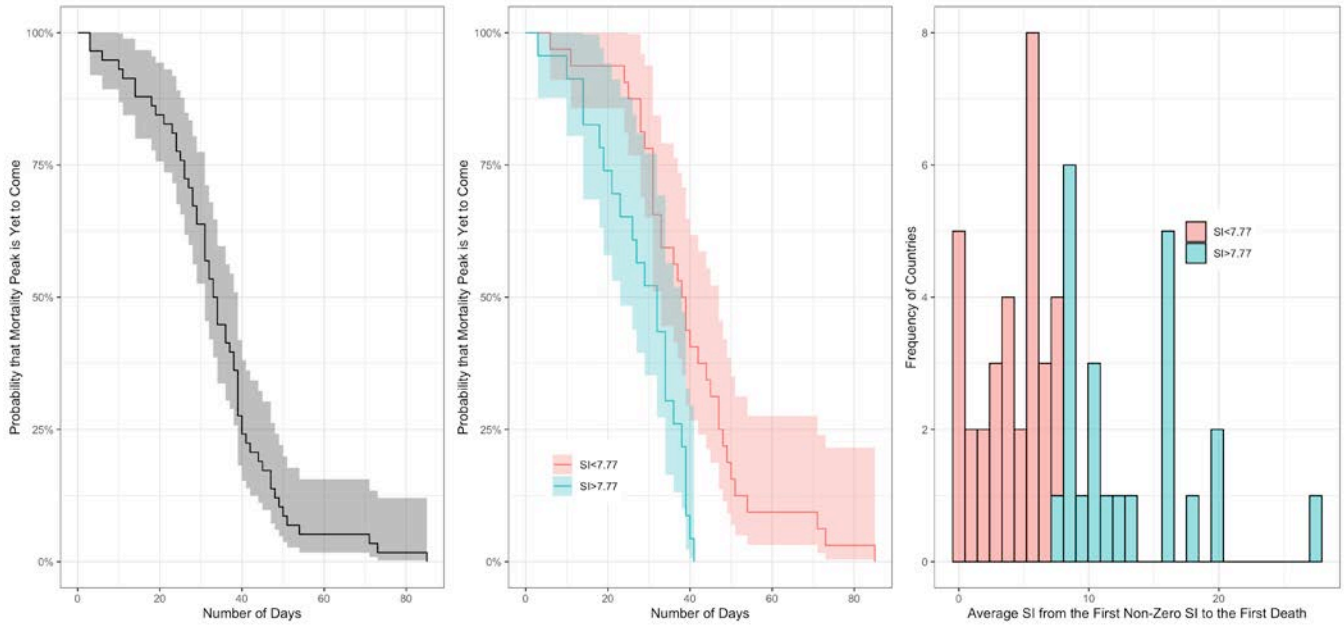 Probability that Mortality Peak is Yet to Come
100%
75%
50%
25%
0%
0 20 40 60 80
Number of Days
Probability that Mortality Peak is Yet to Come
100%
75%
50%
25%
0%
SI<7.77
SI>7.77
0 20 40 60 80
Number of Days
Frequency of Countries
8
6
4
2
0
SI<7.77
SI>7.77
0 10 20
Average SI from the First Non-Zero SI to the First Death